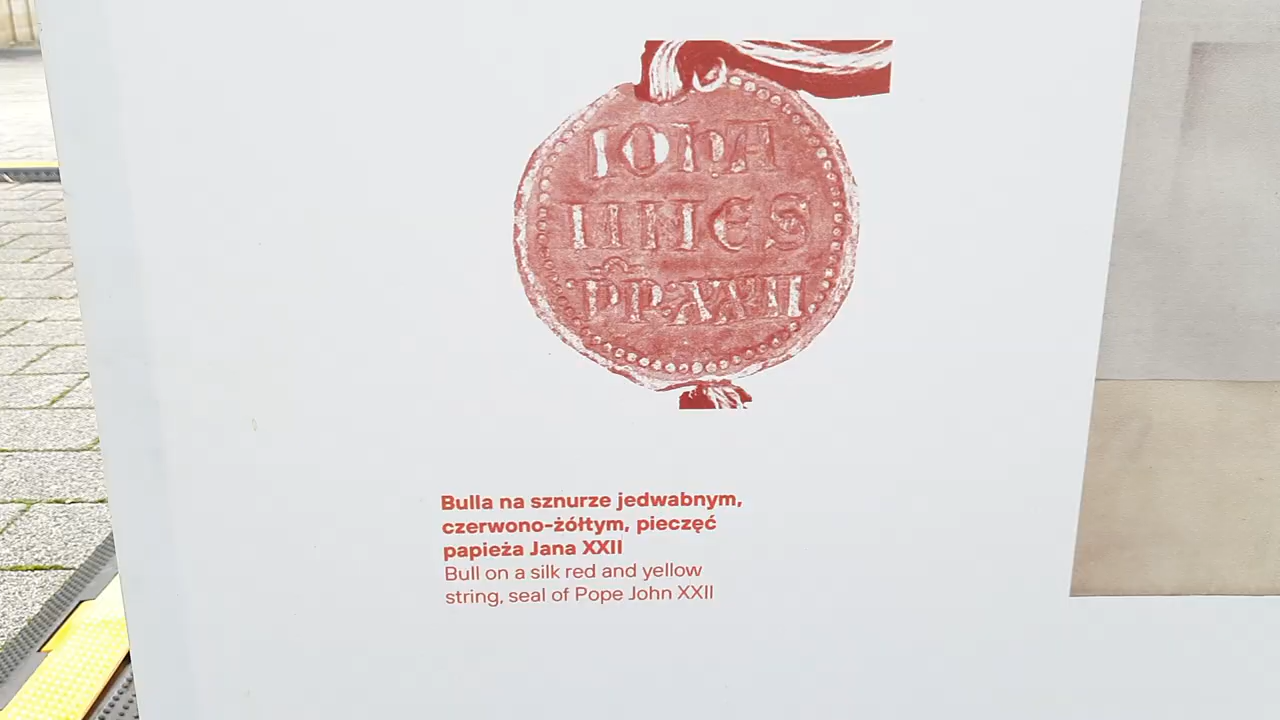 IOHA
NNES
PP XXII
Bulla na sznurze jedwabnym,
czerwono-żółtym, pieczęć
papieża Jana XXII
Bull on a silk red and yellow
string, seal of Pope John XXII